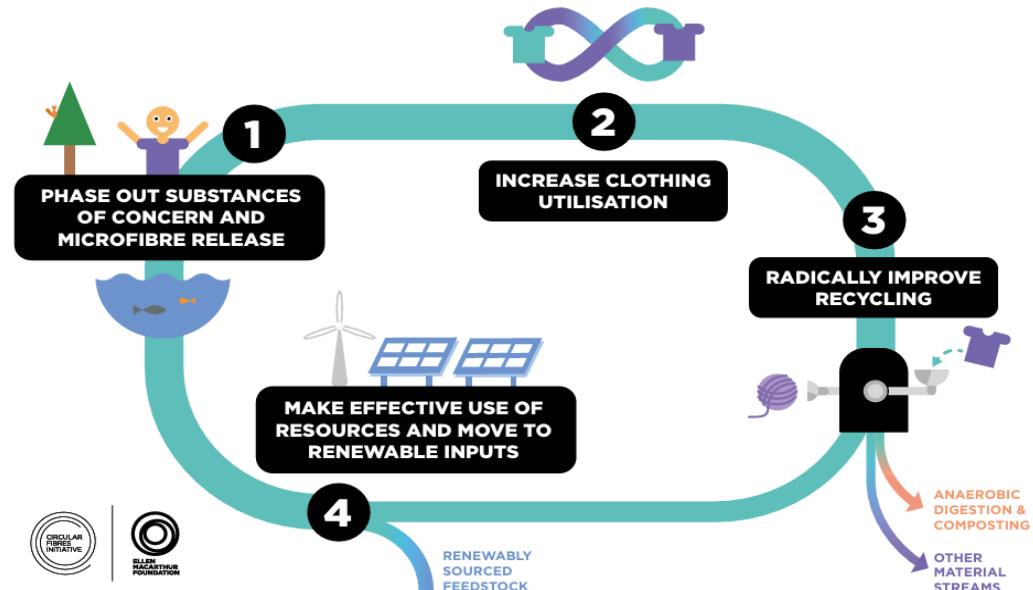 1
PHASE OUT SUBSTANCES
OF CONCERN AND
MICROFIBRE RELEASE
2
INCREASE CLOTHING
UTILISATION
3
RADICALLY IMPROVE
RECYCLING
MAKE EFFECTIVE USE OF
RESOURCES AND MOVE TO
RENEWABLE INPUTS
4
ANAEROBIC
DIGESTION &
COMPOSTING
OTHER
MATERIAL
STREAMS
RENEWABLY
SOURCED
FEEDSTOCK
CIRCULAR
FIBRES
INITIATIVE
ELLEN
MACARTHUR
FOUNDATION